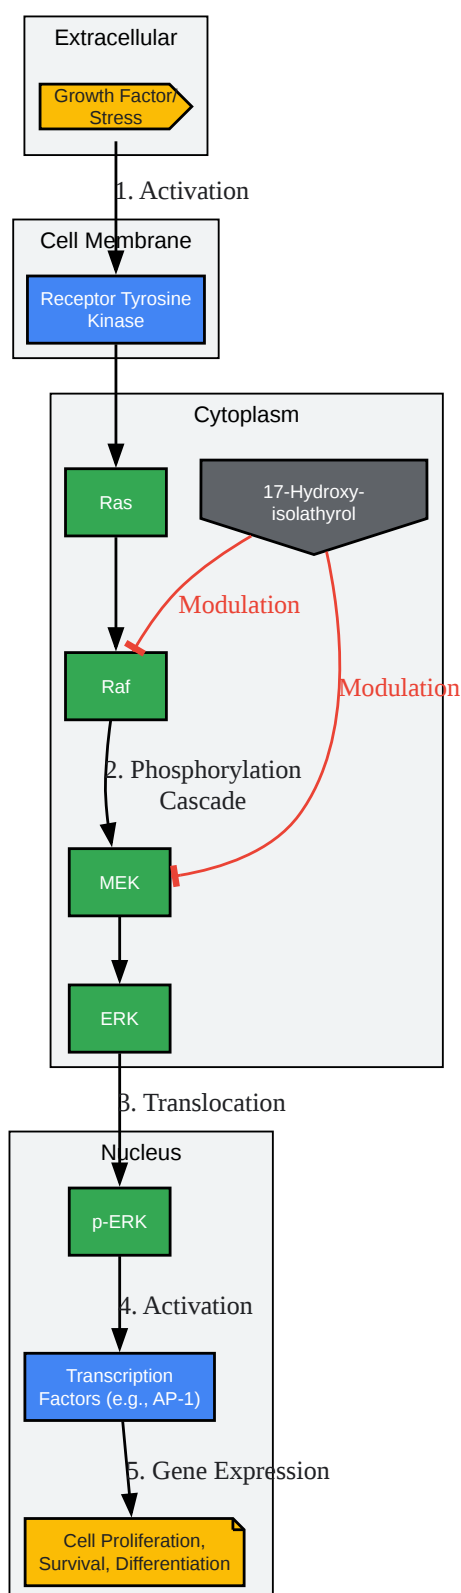 Extracellular
Growth Factor/
Stress
1. Activation
Cell Membrane
Receptor Tyrosine
Kinase
Cytoplasm
17-Hydroxy-
isolathyrol
Ras
Modulation
Raf
Modulation
2. Phosphorylation
Cascade
MEK
ERK
3. Translocation
Nucleus
p-ERK
4. Activation
Transcription
Factors (e.g., AP-1)
5. Gene Expression
Cell Proliferation,
Survival, Differentiation